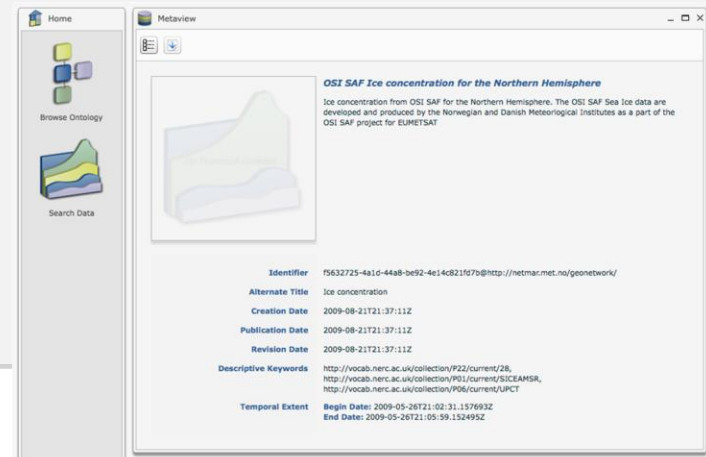 Home
Metaview
Browse Ontology
Search Data
OSI SAF Ice concentration for the Northern Hemisphere
Ice concentration from OSI SAF for the Northern Hemisphere. The OSI SAF Sea Ice data are
developed and produced by the Norwegian and Danish Meteorlogical Institutes as a part of the
OSI SAF project for EUMETSAT
Identifier f5632725-4a1d-44a8-be92-4e14c821fd7b@http://netmar.met.no/geonetwork/
Alternate Title Ice concentration
Creation Date 2009-08-21T21:37:11Z
Publication Date 2009-08-21T21:37:11Z
Revision Date 2009-08-21T21:37:11Z
Descriptive Keywords http://vocab.nerc.ac.uk/collection/P22/current/28,
http://vocab.nerc.ac.uk/collection/P01/current/SICEAMSR,
http://vocab.nerc.ac.uk/collection/P06/current/UPCT
Temporal Extent Begin Date: 2009-05-26T21:02:31.157693Z
End Date: 2009-05-26T21:05:59.152495Z